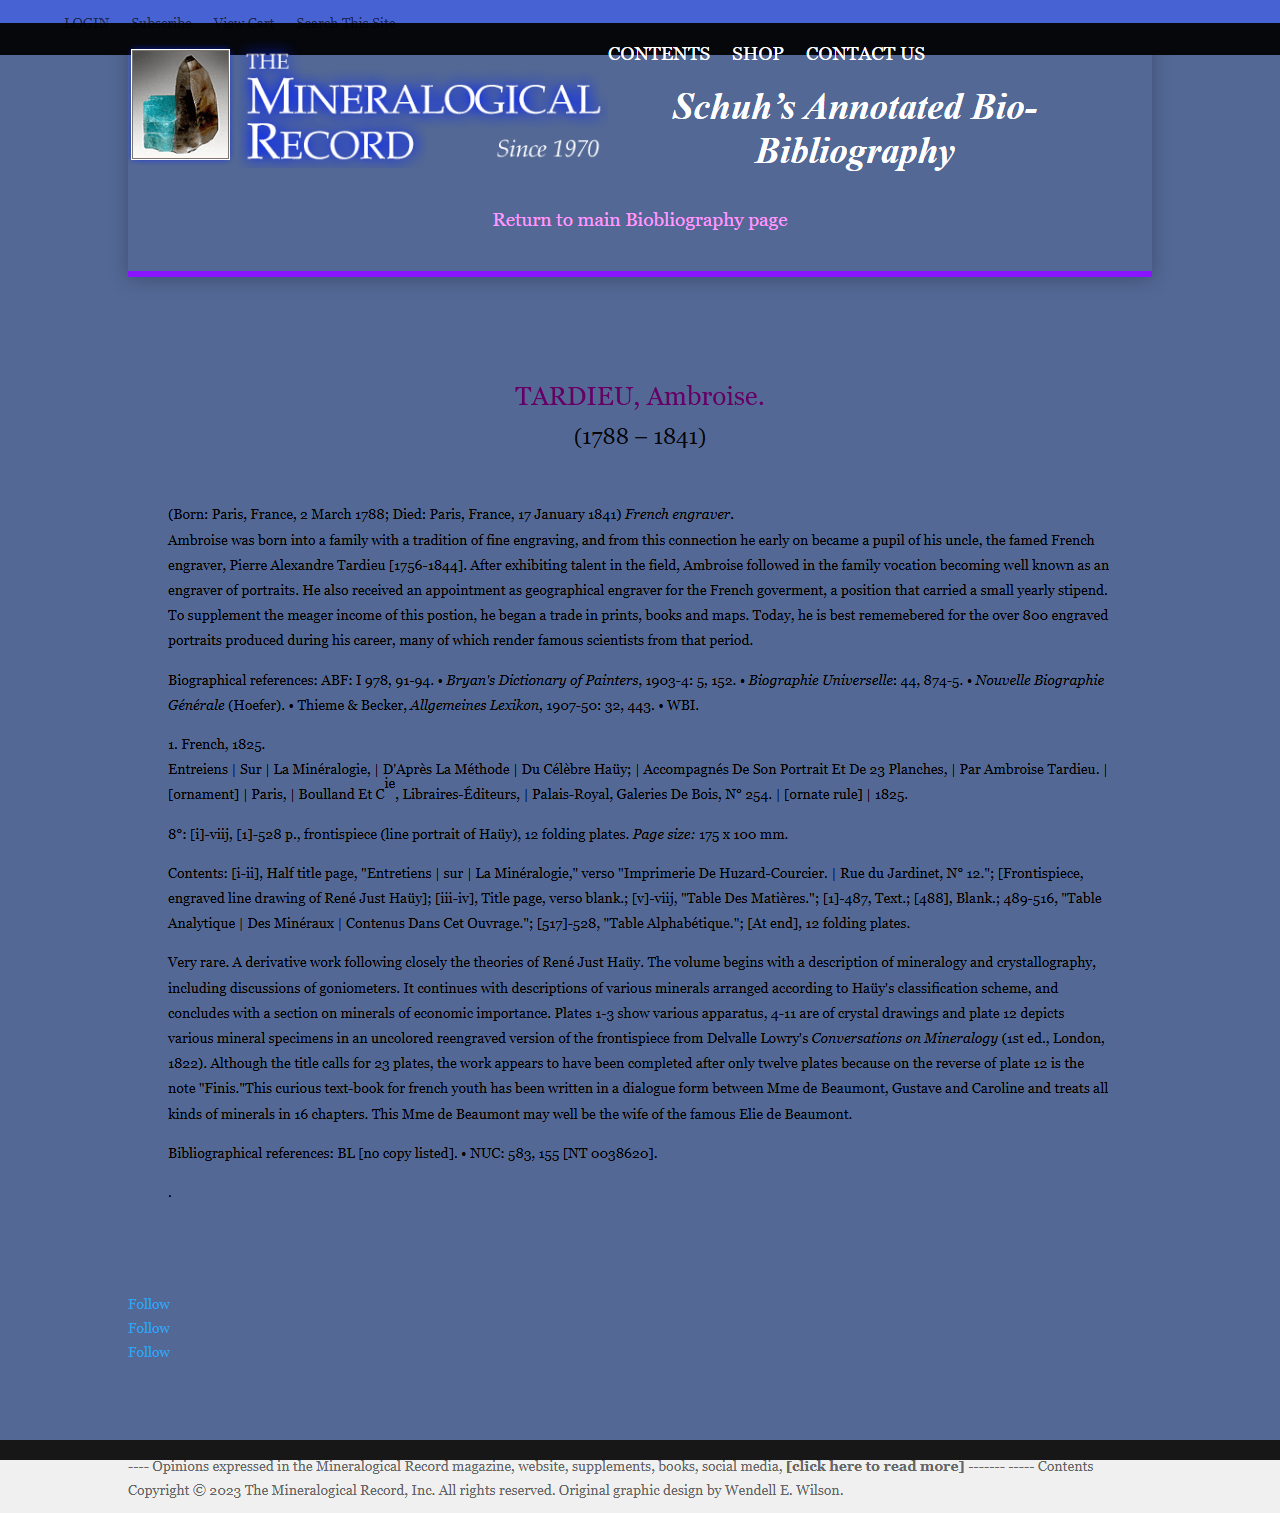 LOGIN Subscribe View Cart Search This Site
CONTENTS SHOP CONTACT US
THE
MINERALOGICAL
RECORD
Since 1970
Schuh’s Annotated Bio-
Bibliography
Return to main Biobliography page
TARDIEU, Ambroise.
(1788 – 1841)
(Born: Paris, France, 2 March 1788; Died: Paris, France, 17 January 1841) French engraver.
Ambroise was born into a family with a tradition of fine engraving, and from this connection he early on became a pupil of his uncle, the famed French
engraver, Pierre Alexandre Tardieu [1756-1844]. After exhibiting talent in the field, Ambroise followed in the family vocation becoming well known as an
engraver of portraits. He also received an appointment as geographical engraver for the French goverment, a position that carried a small yearly stipend.
To supplement the meager income of this postion, he began a trade in prints, books and maps. Today, he is best rememebered for the over 800 engraved
portraits produced during his career, many of which render famous scientists from that period.
Biographical references: ABF: I 978, 91-94. • Bryan's Dictionary of Painters, 1903-4: 5, 152. • Biographie Universelle: 44, 874-5. • Nouvelle Biographie
Générale (Hoefer). • Thieme & Becker, Allgemeines Lexikon, 1907-50: 32, 443. • WBI.
1. French, 1825.
Entreiens | Sur | La Minéralogie, | D'Après La Méthode | Du Célèbre Haüy; | Accompagnés De Son Portrait Et De 23 Planches, | Par Ambroise Tardieu. |
[ornament] | Paris, | Boulland Et Cie, Libraires-Éditeurs, | Palais-Royal, Galeries De Bois, N° 254. | [ornate rule] | 1825.
8°: [i]-viij, [1]-528 p., frontispiece (line portrait of Haüy), 12 folding plates. Page size: 175 x 100 mm.
Contents: [i-ii], Half title page, "Entretiens | sur | La Minéralogie," verso "Imprimerie De Huzard-Courcier. | Rue du Jardinet, N° 12."; [Frontispiece,
engraved line drawing of René Just Haüy]; [iii-iv], Title page, verso blank.; [v]-viij, "Table Des Matières."; [1]-487, Text.; [488], Blank.; 489-516, "Table
Analytique | Des Minéraux | Contenus Dans Cet Ouvrage."; [517]-528, "Table Alphabétique."; [At end], 12 folding plates.
Very rare. A derivative work following closely the theories of René Just Haüy. The volume begins with a description of mineralogy and crystallography,
including discussions of goniometers. It continues with descriptions of various minerals arranged according to Haüy's classification scheme, and
concludes with a section on minerals of economic importance. Plates 1-3 show various apparatus, 4-11 are of crystal drawings and plate 12 depicts
various mineral specimens in an uncolored reengraved version of the frontispiece from Delvalle Lowry's Conversations on Mineralogy (1st ed., London,
1822). Although the title calls for 23 plates, the work appears to have been completed after only twelve plates because on the reverse of plate 12 is the
note "Finis."This curious text-book for french youth has been written in a dialogue form between Mme de Beaumont, Gustave and Caroline and treats all
kinds of minerals in 16 chapters. This Mme de Beaumont may well be the wife of the famous Elie de Beaumont.
Bibliographical references: BL [no copy listed]. • NUC: 583, 155 [NT 0038620].
.
Follow
Follow
Follow
---- Opinions expressed in the Mineralogical Record magazine, website, supplements, books, social media, [click here to read more] ------- ----- Contents
Copyright © 2023 The Mineralogical Record, Inc. All rights reserved. Original graphic design by Wendell E. Wilson.